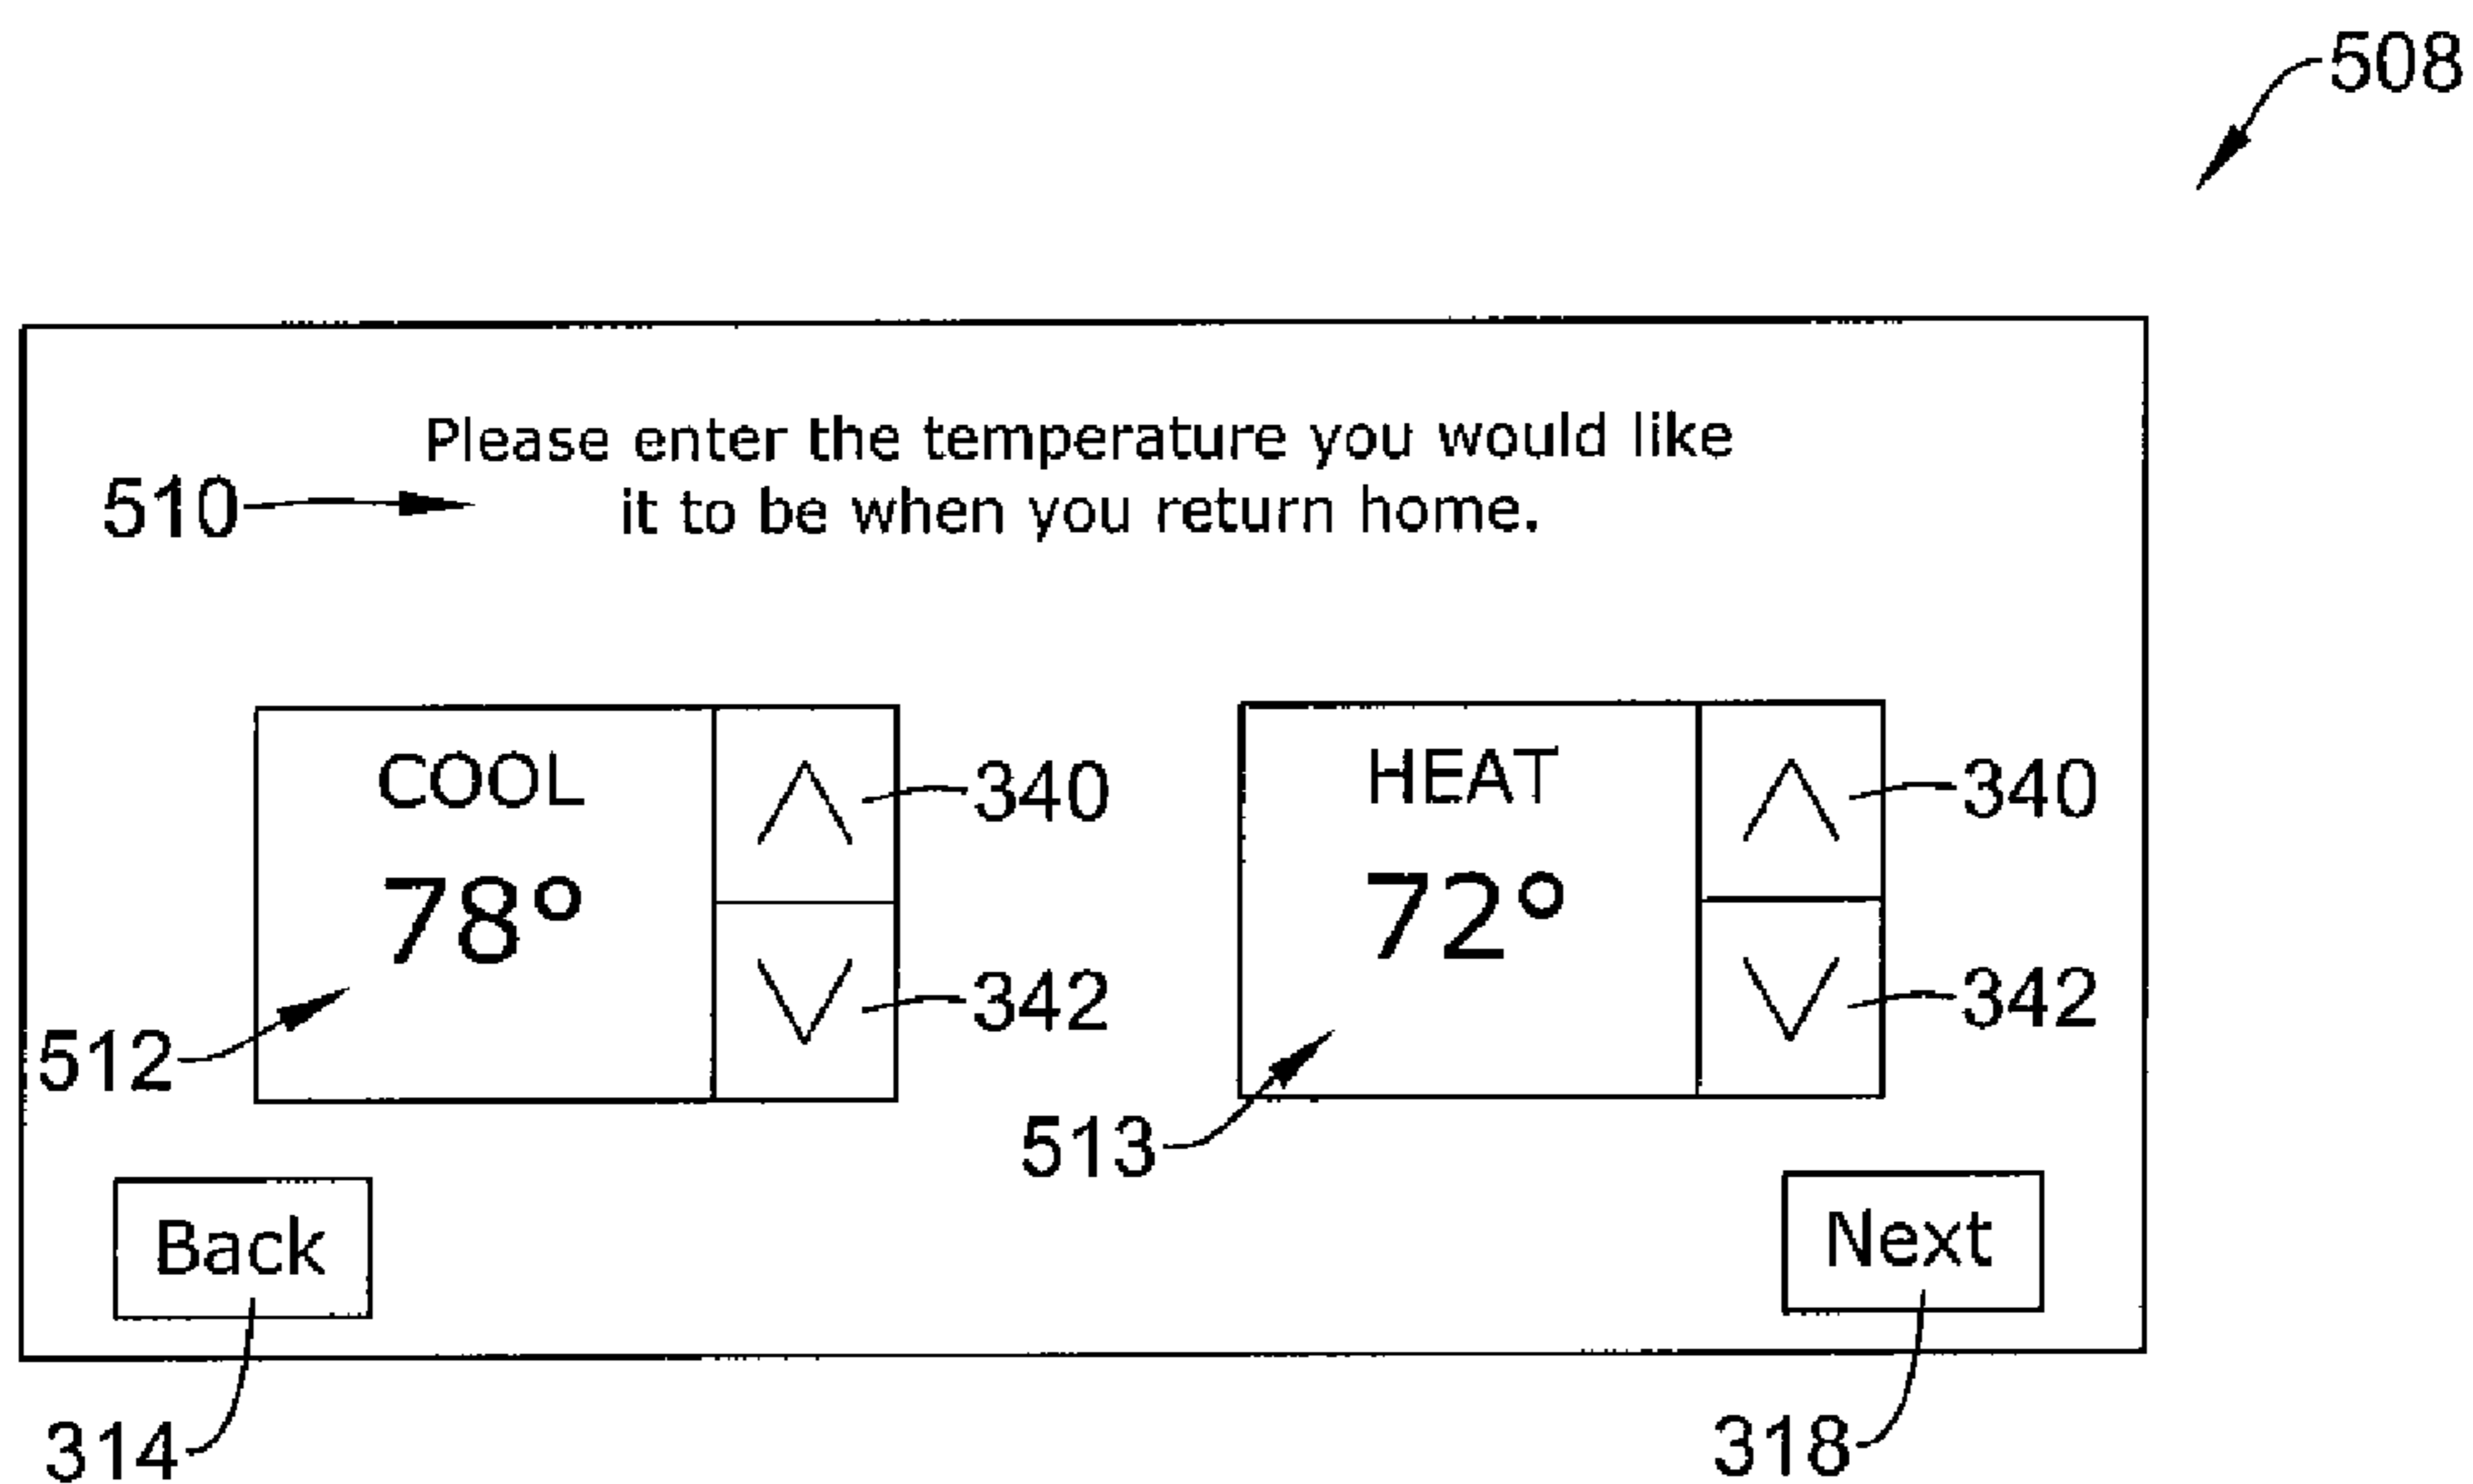 508
Please enter the temperature you would like
510
it to be when you return home.
COOL
340
HEAT
340
78°
72°
342
342
512
513
Back
Next
314
318